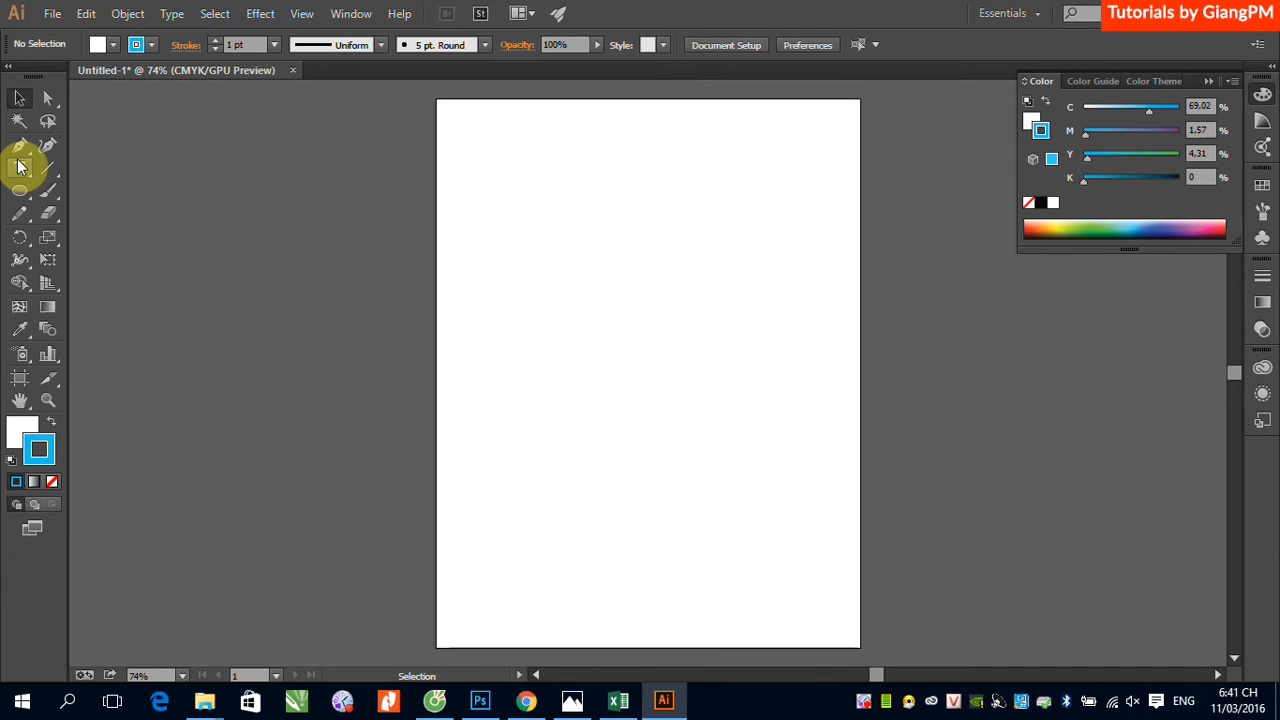 Ai File Edit Object Type Select Effect View Window Help Br St Essentials Tutorials by GiangPM
No Selection Stroke: 1 pt Uniform 5 pt. Round Opacity: 100% Style: Document Setup Preferences
Untitled-1* @ 74% (CMYK/GPU Preview)
Color Color Guide Color Theme
C 69,02 %
M 1,57 %
Y 4,31 %
K 0 %
74% 1 Selection
Ps Ai ENG 6:41 CH
11/03/2016